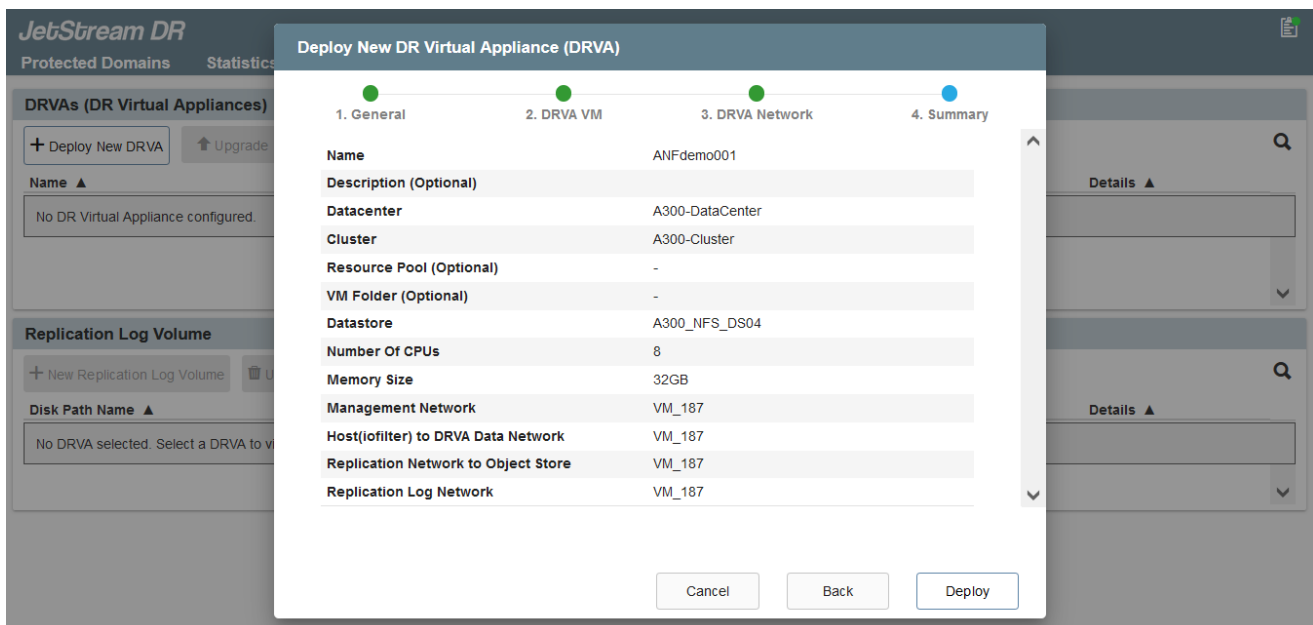 JetStream DR
Protected Domains Statistics
DRVAs (DR Virtual Appliances)
+ Deploy New DRVA Upgrade
Name ▲ Details ▲
No DR Virtual Appliance configured.
Replication Log Volume
+ New Replication Log Volume U
Disk Path Name ▲ Details ▲
No DRVA selected. Select a DRVA to vi
Deploy New DR Virtual Appliance (DRVA)
1. General 2. DRVA VM 3. DRVA Network 4. Summary
Name ANFdemo001
Description (Optional)
Datacenter A300-DataCenter
Cluster A300-Cluster
Resource Pool (Optional) -
VM Folder (Optional) -
Datastore A300_NFS_DS04
Number Of CPUs 8
Memory Size 32GB
Management Network VM_187
Host(iofilter) to DRVA Data Network VM_187
Replication Network to Object Store VM_187
Replication Log Network VM_187
Cancel Back Deploy